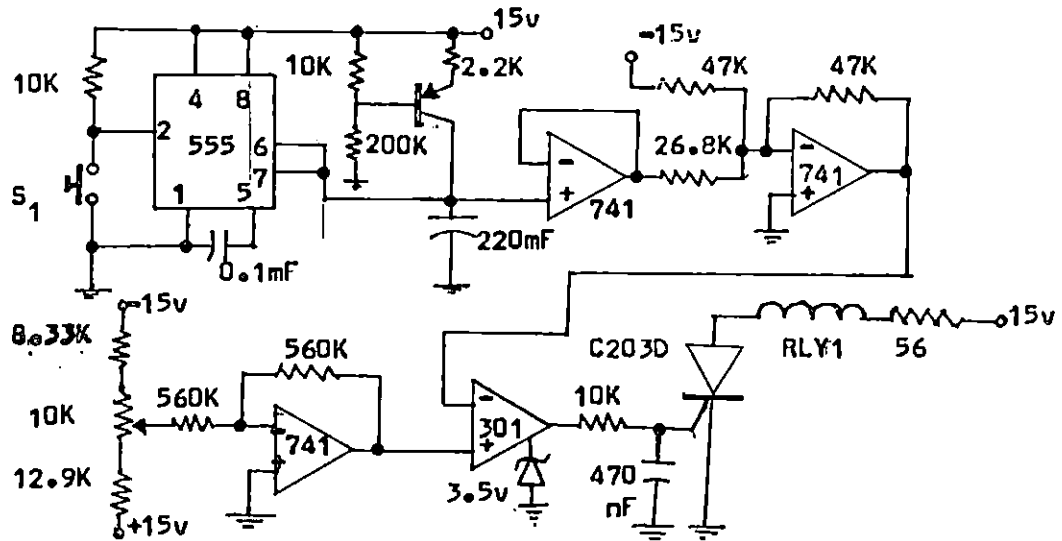 15v
-15v
10K
4
8
10K
2.2K
47K
47K
2
555
6
7
200K
26.8K
-
+
741
-
+
741
S1
1
5
0.1mF
220mF
-15v
8.33K
560K
C203D
RLY1
56
15v
10K
560K
-
+
741
-
+
301
10K
12.9K
3.5v
470
nF
+15v